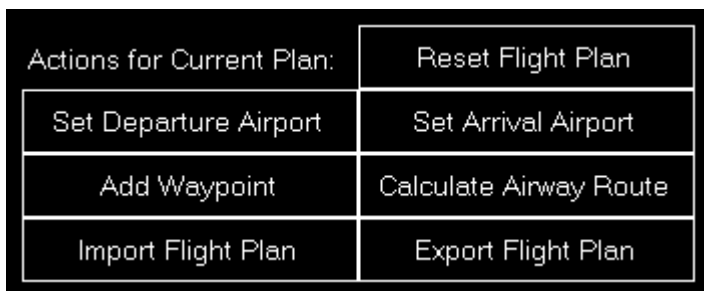 Actions for Current Plan:
Reset Flight Plan
Set Departure Airport
Set Arrival Airport
Add Waypoint
Calculate Airway Route
Import Flight Plan
Export Flight Plan